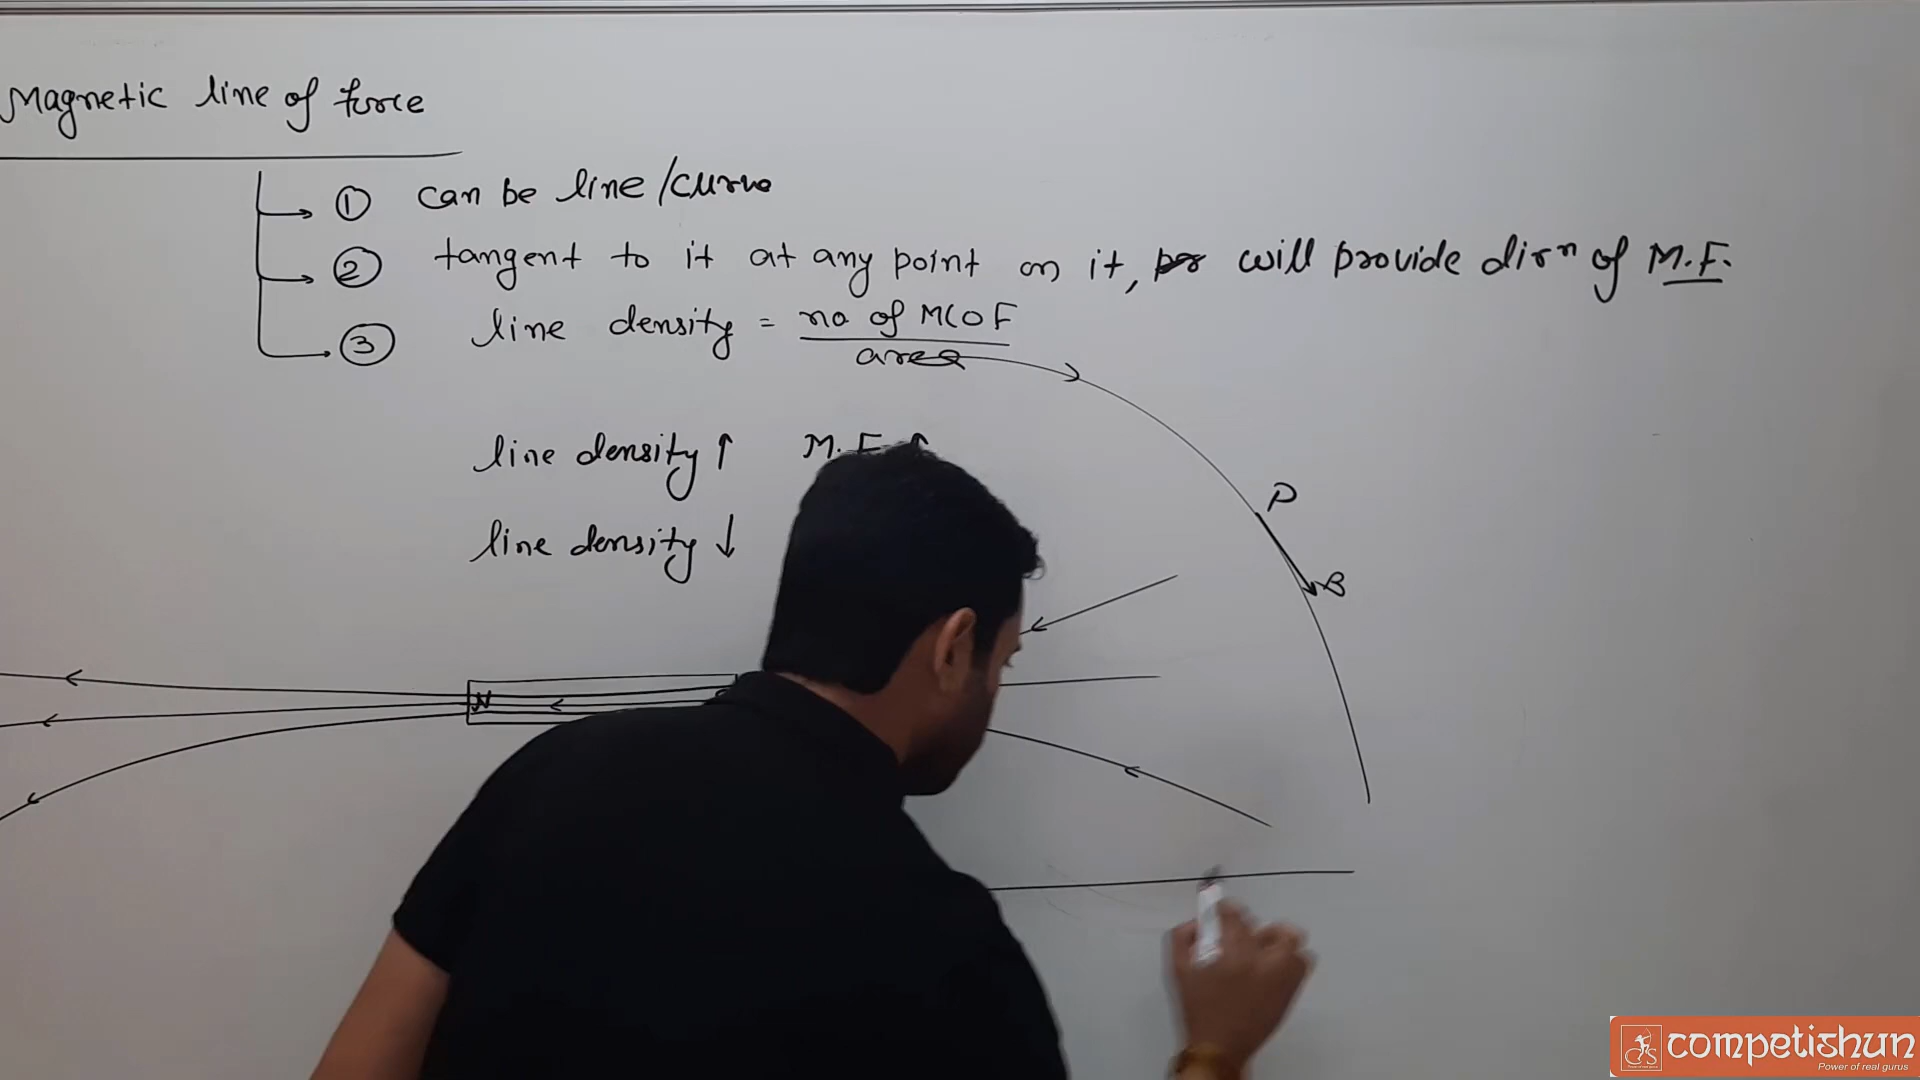 Magnetic line of force
① can be line/curve
② tangent to it at any point on it, will provide dirⁿ of M.F.
③ line density = no of MLOF
area
line density ↑ M.F ↑
line density ↓
P
B
N
competishun
Power of real gurus